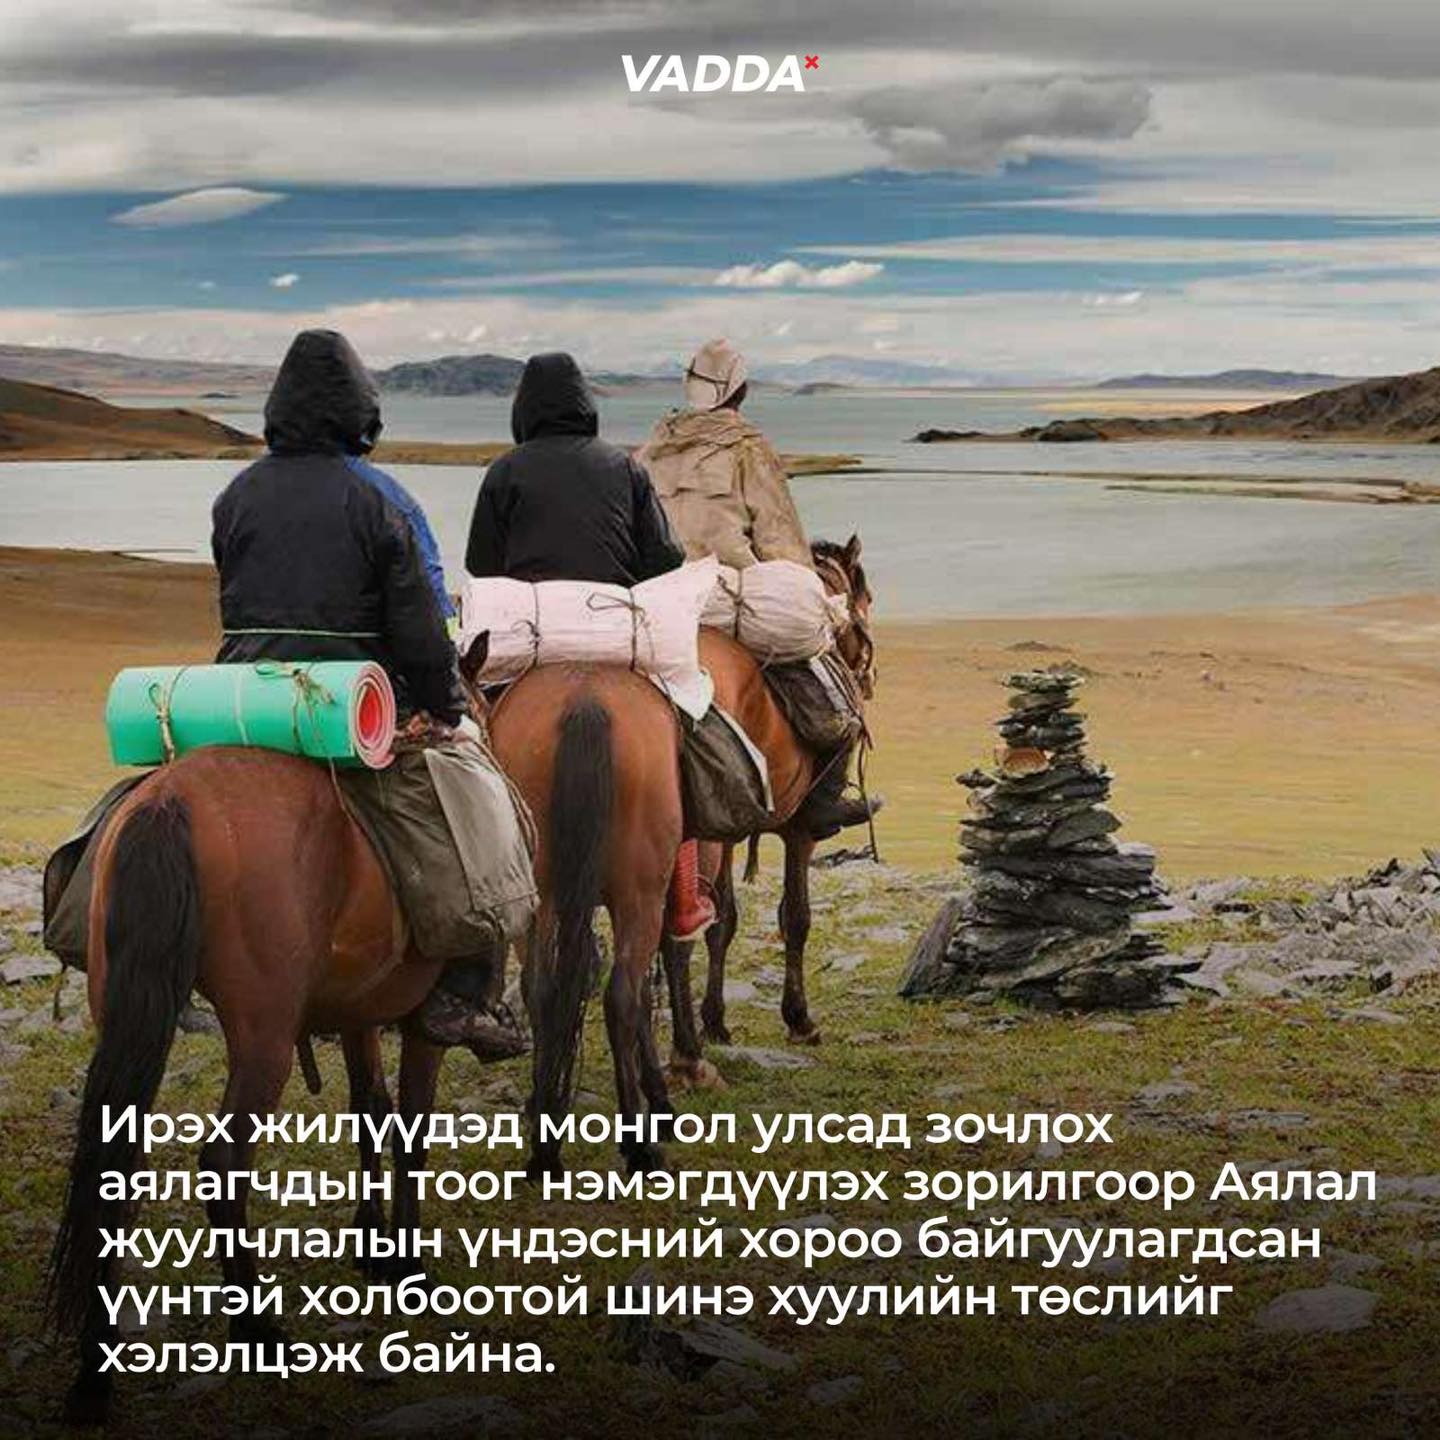 VADDA×
Ирэх жилүүдэд монгол улсад зочлох
аялагчдын тоог нэмэгдүүлэх зорилгоор Аялал
жуулчлалын үндэсний хороо байгуулагдсан
үүнтэй холбоотой шинэ хуулийн төслийг
хэлэлцэж байна.